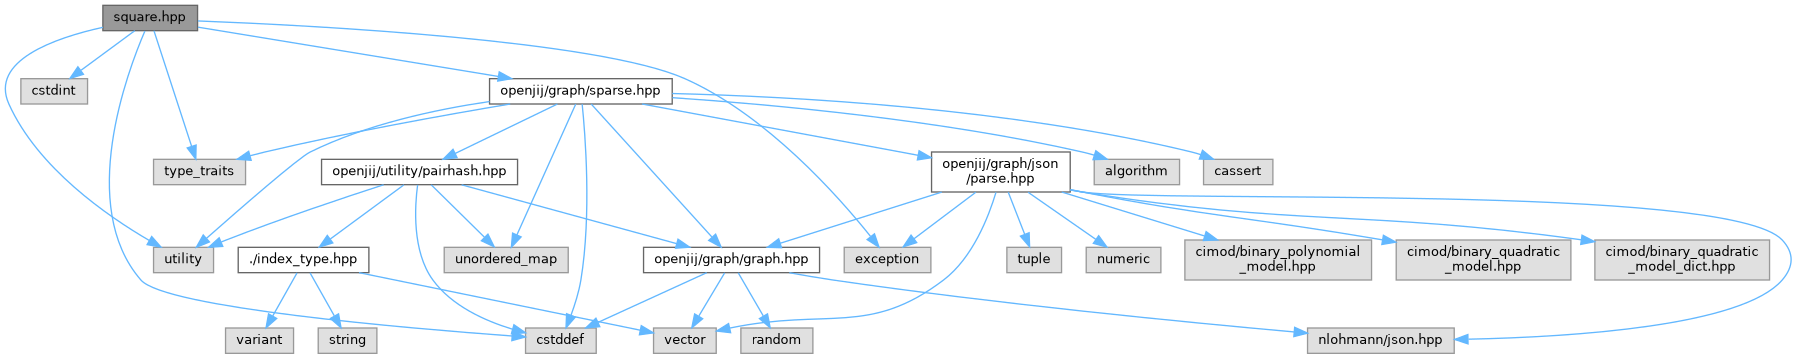 square.hpp
cstdint
openjij/graph/sparse.hpp
type_traits
openjij/utility/pairhash.hpp
openjij/graph/json
/parse.hpp
algorithm
cassert
utility
./index_type.hpp
unordered_map
openjij/graph/graph.hpp
exception
tuple
numeric
cimod/binary_polynomial
_model.hpp
cimod/binary_quadratic
_model.hpp
cimod/binary_quadratic
_model_dict.hpp
variant
string
cstddef
vector
random
nlohmann/json.hpp